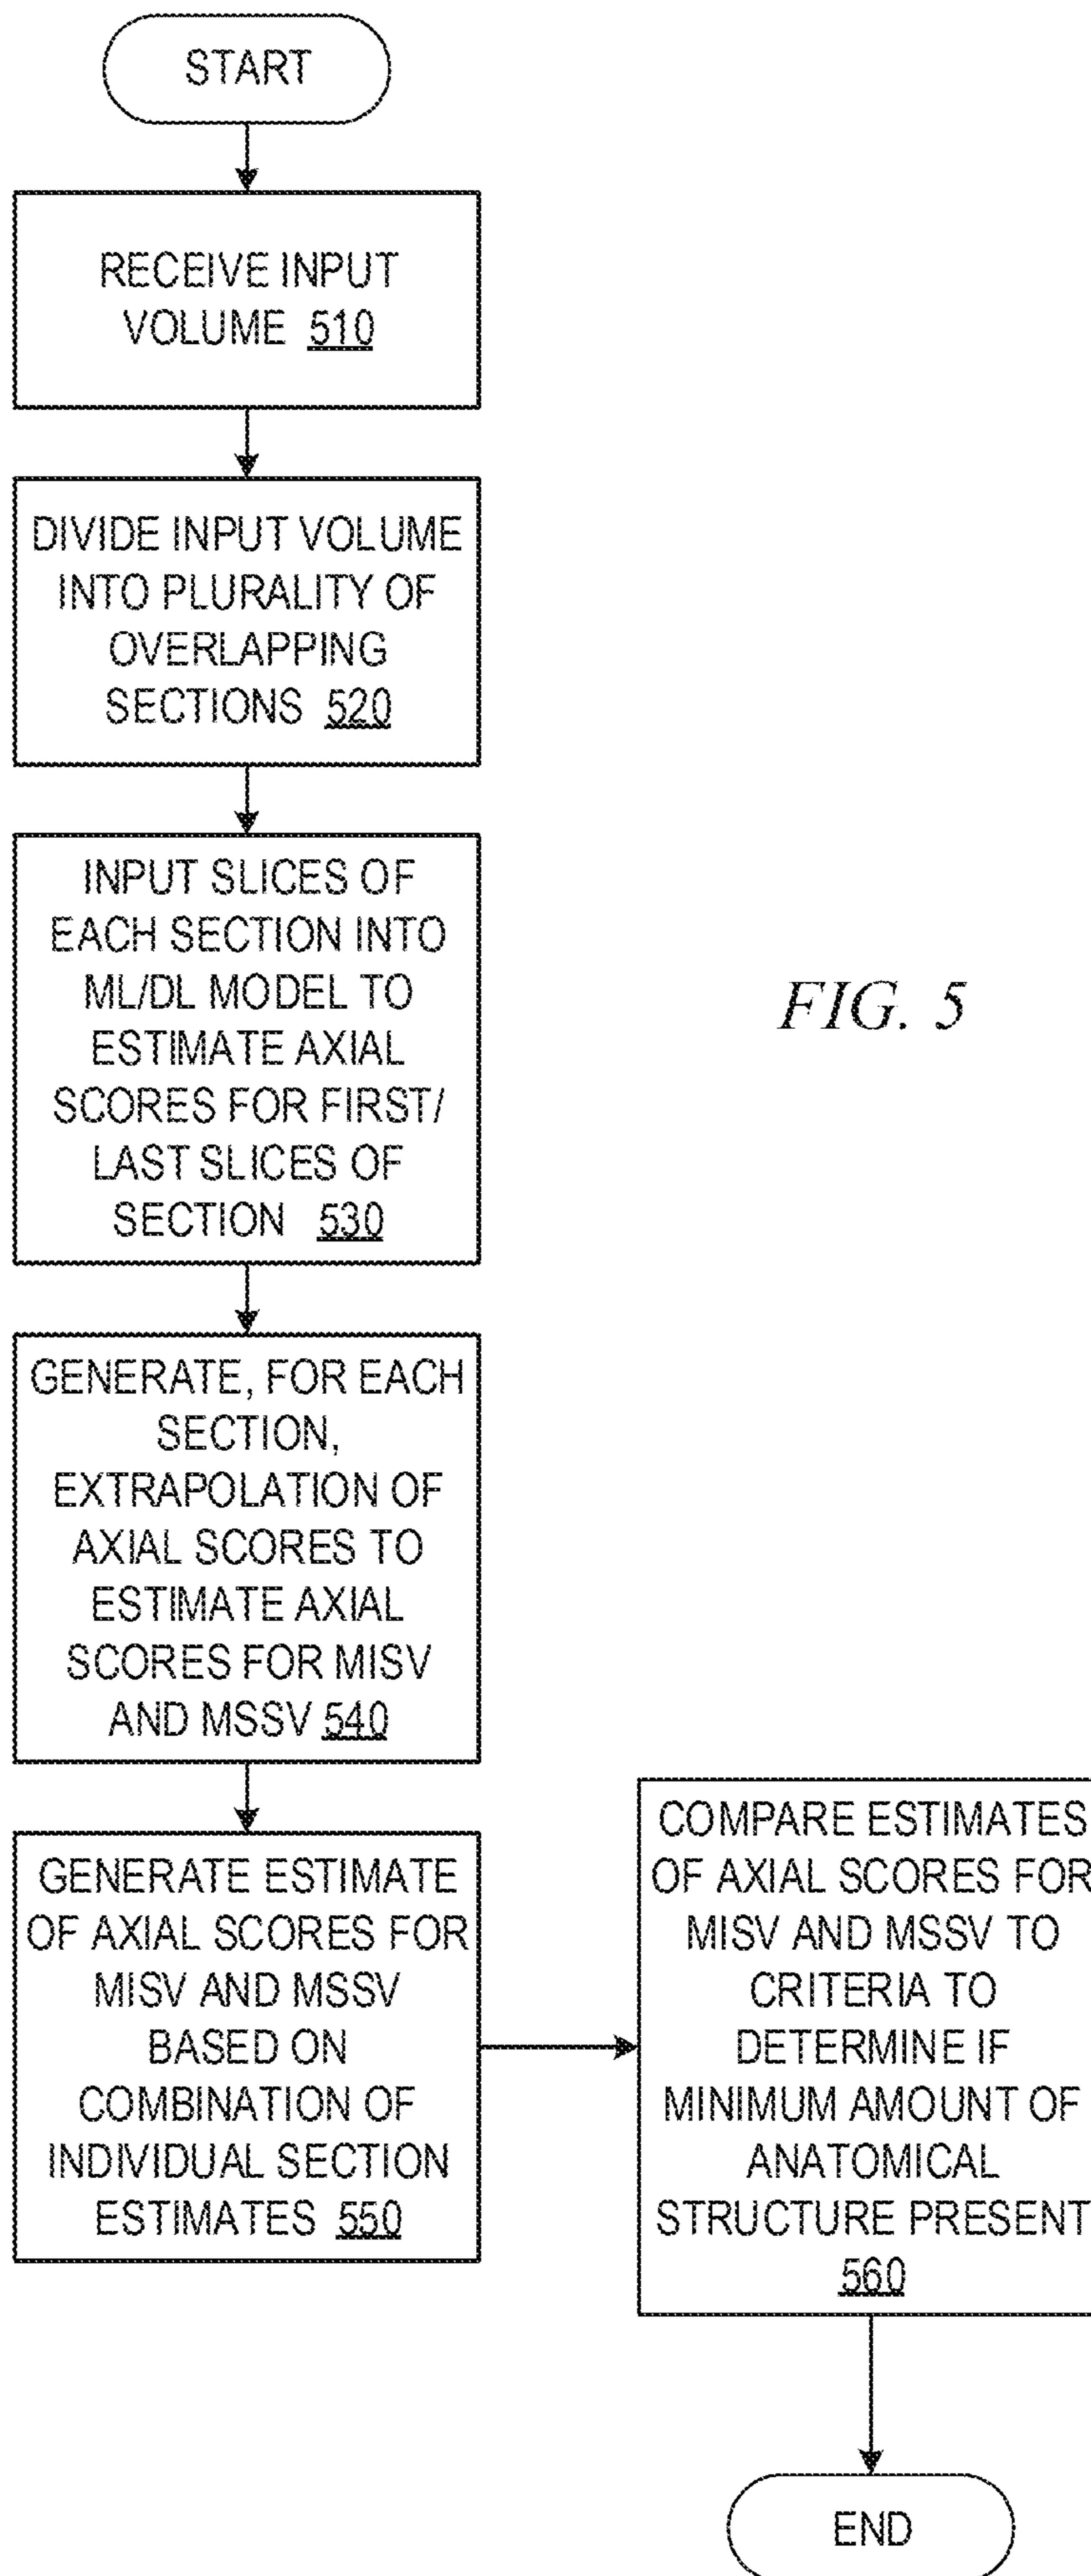 START
RECEIVE INPUT
VOLUME 510
DIVIDE INPUT VOLUME
INTO PLURALITY OF
OVERLAPPING
SECTIONS 520
INPUT SLICES OF
EACH SECTION INTO
ML/DL MODEL TO
ESTIMATE AXIAL
SCORES FOR FIRST/
LAST SLICES OF
SECTION 530
GENERATE, FOR EACH
SECTION,
EXTRAPOLATION OF
AXIAL SCORES TO
ESTIMATE AXIAL
SCORES FOR MISV
AND MSSV 540
GENERATE ESTIMATE
OF AXIAL SCORES FOR
MISV AND MSSV
BASED ON
COMBINATION OF
INDIVIDUAL SECTION
ESTIMATES 550
COMPARE ESTIMATES
OF AXIAL SCORES FOR
MISV AND MSSV TO
CRITERIA TO
DETERMINE IF
MINIMUM AMOUNT OF
ANATOMICAL
STRUCTURE PRESENT
560
END
FIG. 5